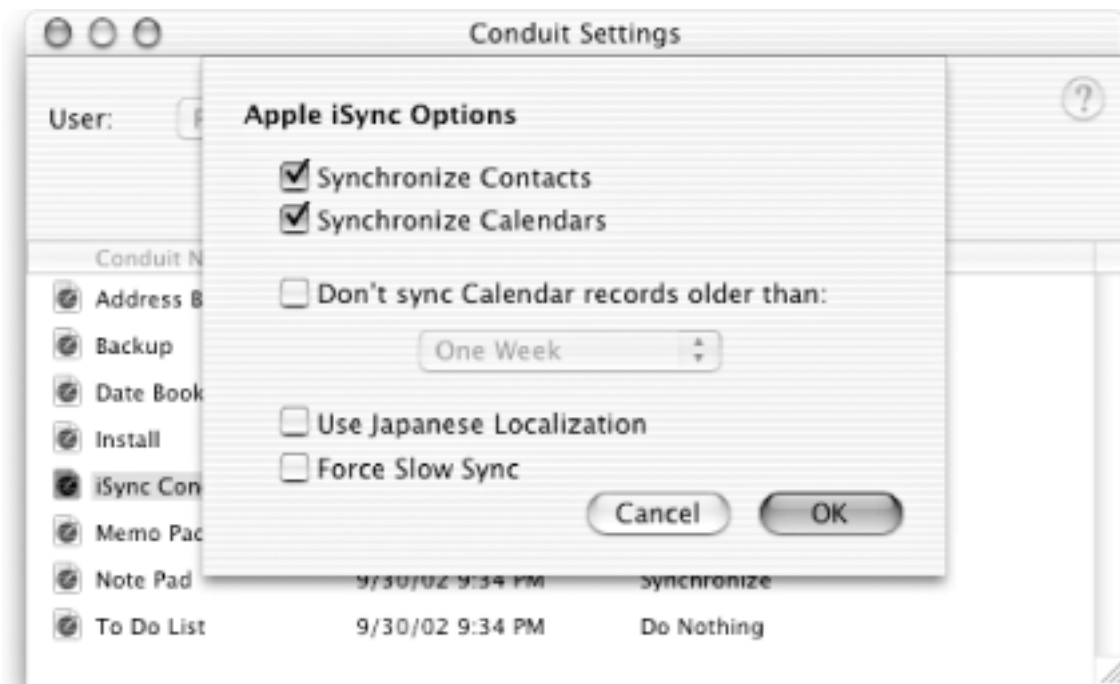 Conduit Settings
User:
?
Apple iSync Options
Synchronize Contacts
Synchronize Calendars
Don't sync Calendar records older than:
One Week
Use Japanese Localization
Force Slow Sync
Cancel OK
Conduit N
Address B
Backup
Date Book
Install
iSync Con
Memo Pad
Note Pad 9/30/02 9:34 PM Synchronize
To Do List 9/30/02 9:34 PM Do Nothing